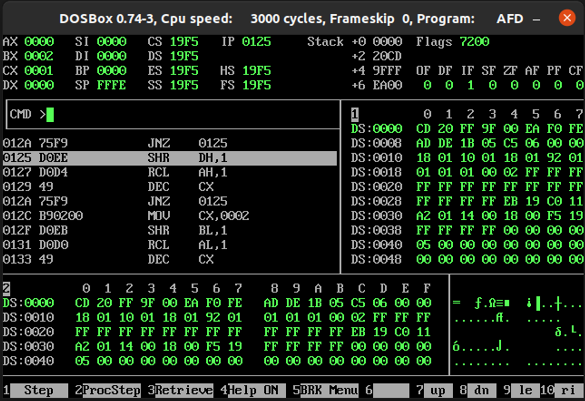 DOSBox 0.74-3, Cpu speed: 3000 cycles, Frameskip 0, Program: AFD
AX 0000 SI 0000 CS 19F5 IP 0125 Stack +0 0000 Flags 7200
BX 0002 DI 0000 DS 19F5 +2 20CD
CX 0001 BP 0000 ES 19F5 HS 19F5 +4 9FFF OF DF IF SF ZF AF PF CF
DX 0000 SP FFFE SS 19F5 FS 19F5 +6 EA00 0 0 1 0 0 0 0 0
CMD >
012A 75F9 JNZ 0125
0125 D0EE SHR DH,1
0127 D0D4 RCL AH,1
0129 49 DEC CX
012A 75F9 JNZ 0125
012C B90200 MOV CX,0002
012F D0EB SHR BL,1
0131 D0D0 RCL AL,1
0133 49 DEC CX
1 0 1 2 3 4 5 6 7
DS:0000 CD 20 FF 9F 00 EA F0 FE
DS:0008 AD DE 1B 05 C5 06 00 00
DS:0010 18 01 10 01 18 01 92 01
DS:0018 01 01 01 00 02 FF FF FF
DS:0020 FF FF FF FF FF FF FF FF
DS:0028 FF FF FF FF EB 19 C0 11
DS:0030 A2 01 14 00 18 00 F5 19
DS:0038 FF FF FF FF 00 00 00 00
DS:0040 05 00 00 00 00 00 00 00
DS:0048 00 00 00 00 00 00 00 00
2 0 1 2 3 4 5 6 7 8 9 A B C D E F
DS:0000 CD 20 FF 9F 00 EA F0 FE AD DE 1B 05 C5 06 00 00
DS:0010 18 01 10 01 18 01 92 01 01 01 01 00 02 FF FF FF
DS:0020 FF FF FF FF FF FF FF FF FF FF FF FF EB 19 C0 11
DS:0030 A2 01 14 00 18 00 F5 19 FF FF FF FF 00 00 00 00
DS:0040 05 00 00 00 00 00 00 00 00 00 00 00 00 00 00 00
1 Step 2 ProcStep 3 Retrieve 4 Help ON 5 BRK Menu 6 7 up 8 dn 9 le 10 ri